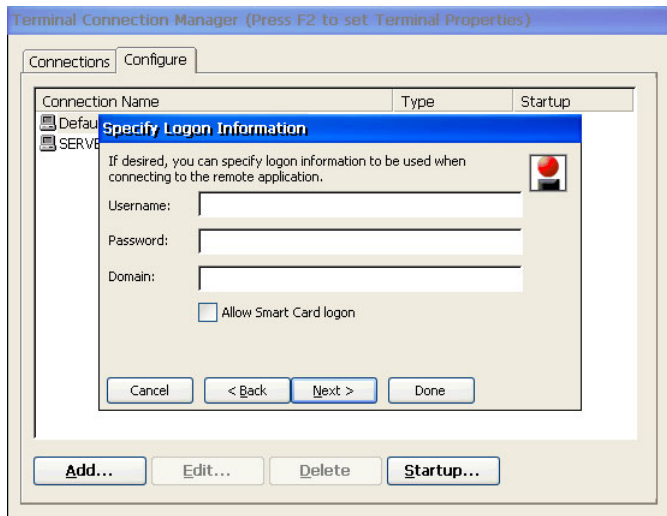 Terminal Connection Manager (Press F2 to set Terminal Properties)
Connections Configure
Connection Name Type Startup
Defau
SERVE
Specify Logon Information
If desired, you can specify logon information to be used when
connecting to the remote application.
Username:
Password:
Domain:
Allow Smart Card logon
Cancel < Back Next > Done
Add... Edit... Delete Startup...